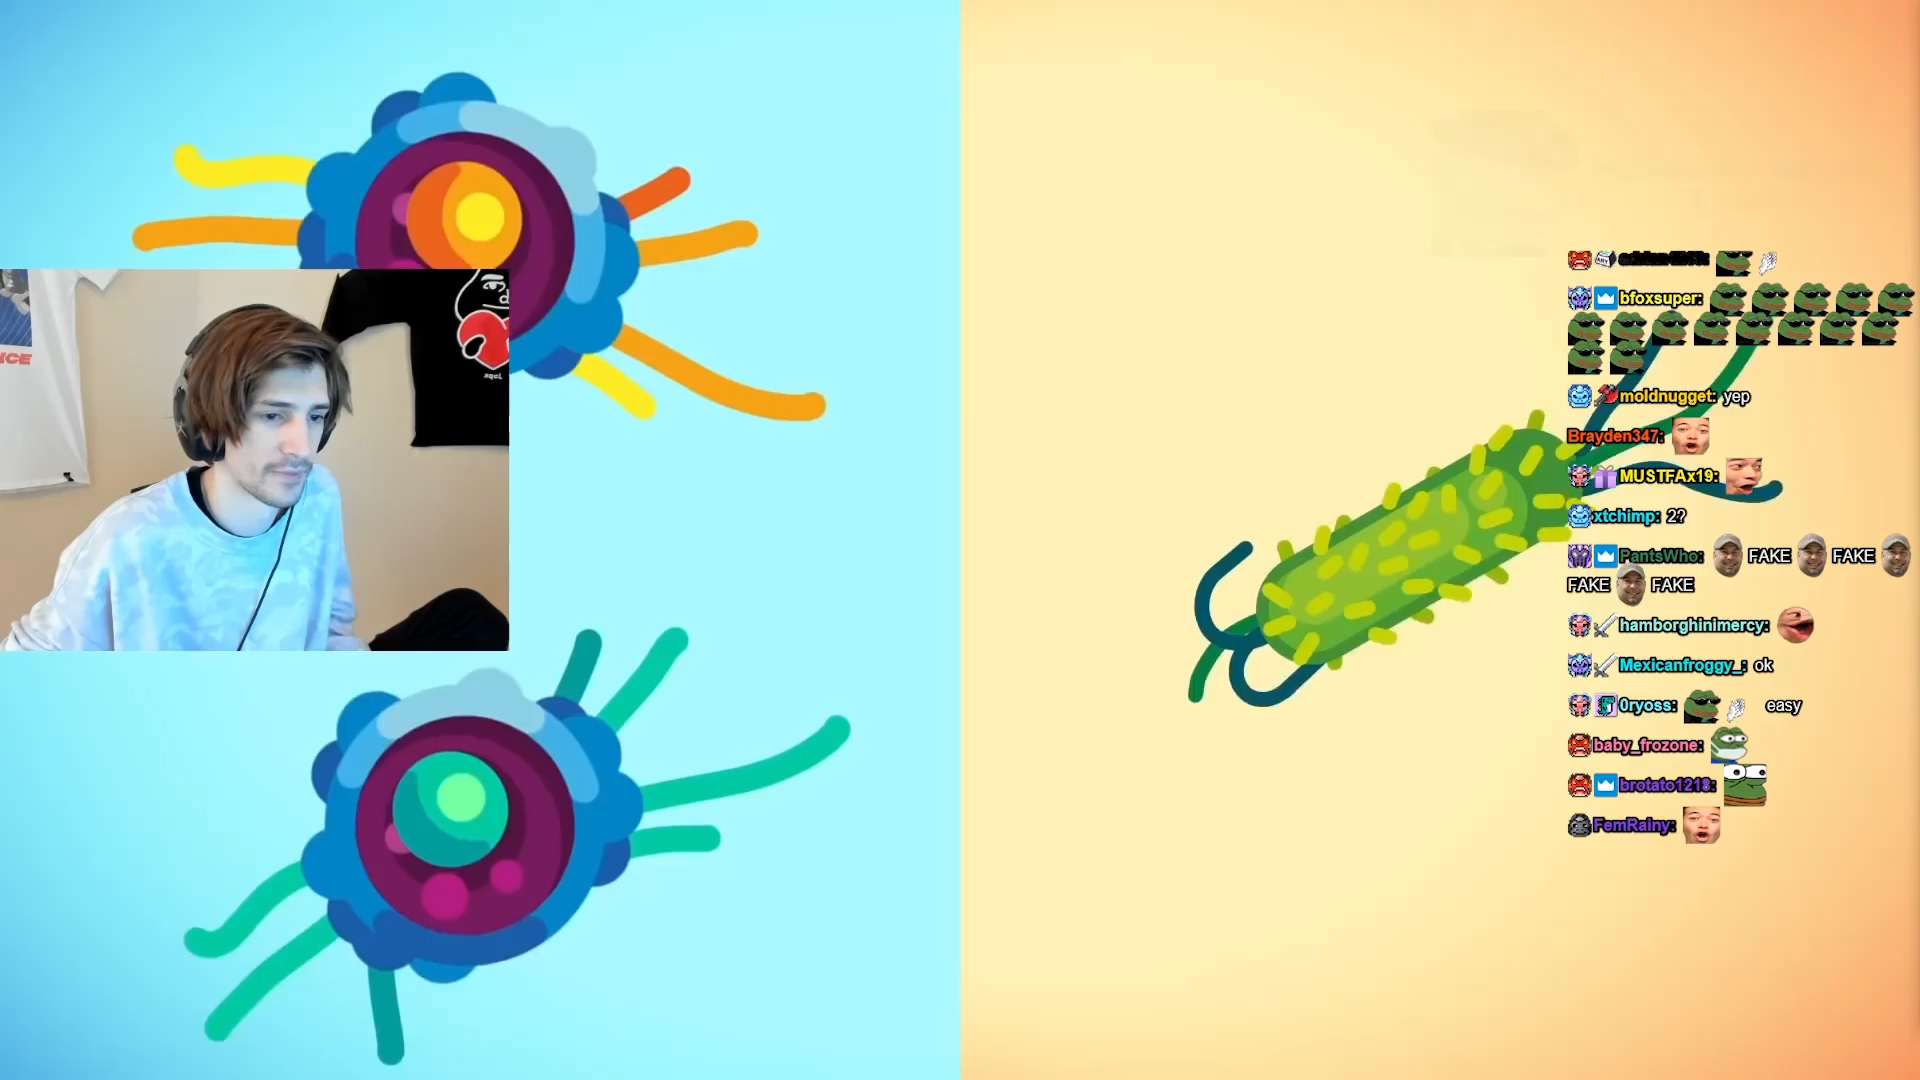 ICE
xqcL
bfoxsuper:
moldnugget: yep
Brayden347:
MUSTFAx19:
xtchimp: 2?
PantsWho: FAKE FAKE
FAKE FAKE
hamborghinimercy:
Mexicanfroggy_: ok
0ryoss: easy
baby_frozone:
brotato1218:
FemRainy: